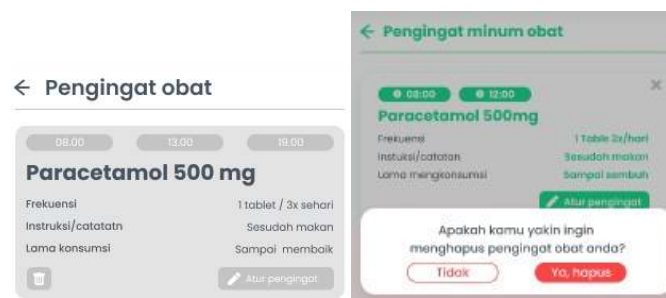 Pengingat obat
08.00 13.00 19.00
Paracetamol 500 mg
Frekuensi 1 tablet / 3x sehari
Instruksi/catatatn Sesudah makan
Lama konsumsi Sampai membaik
Atur pengingat
Pengingat minum obat
08:00 12:00
Paracetamol 500mg
Frekuensi 1 Table 2x/hari
Instuksi/catatan Sesudah makan
Lama mengkonsumsi Sampai sembuh
Atur pengingat
Apakah kamu yakin ingin
menghapus pengingat obat anda?
Tidak Ya, hapus